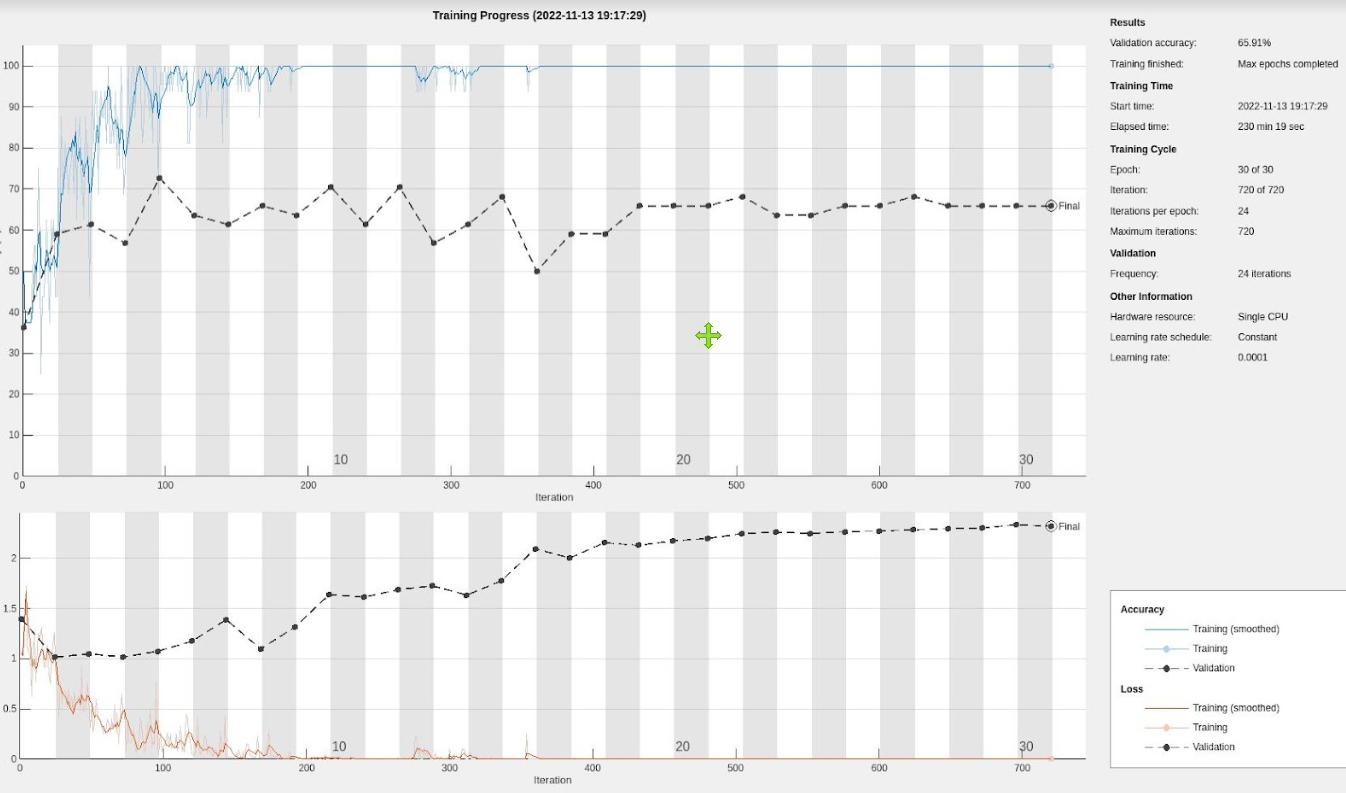 Training Progress (2022-11-13 19:17:29)
100
90
80
70
60
50
40
30
20
10
0
Final
10 20 30
0 100 200 300 400 500 600 700
Iteration
2
1.5
1
0.5
0
Final
10 20 30
0 100 200 300 400 500 600 700
Iteration
Results
Validation accuracy: 65.91%
Training finished: Max epochs completed
Training Time
Start time: 2022-11-13 19:17:29
Elapsed time: 230 min 19 sec
Training Cycle
Epoch: 30 of 30
Iteration: 720 of 720
Iterations per epoch: 24
Maximum iterations: 720
Validation
Frequency: 24 iterations
Other Information
Hardware resource: Single CPU
Learning rate schedule: Constant
Learning rate: 0.0001
Accuracy
Training (smoothed)
Training
Validation
Loss
Training (smoothed)
Training
Validation